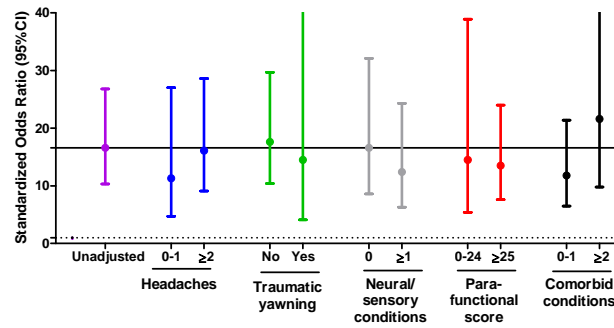 Standardized Odds Ratio (95%CI)
40
30
20
10
0
Unadjusted 0-1 ≥2 No Yes 0 ≥1 0-24 ≥25 0-1 ≥2
Headaches
Traumatic
yawning
Neural/
sensory
conditions
Para-
functional
score
Comorbid
conditions